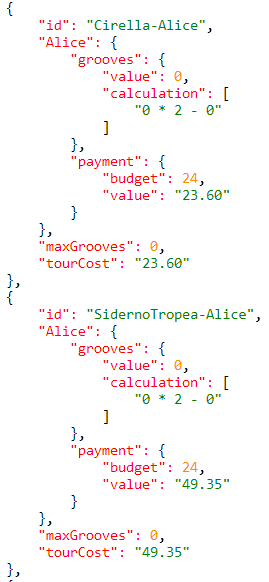 {
    "id": "Cirella-Alice",
    "Alice": {
        "grooves": {
            "value": 0,
            "calculation": [
                "0 * 2 - 0"
            ]
        },
        "payment": {
            "budget": 24,
            "value": "23.60"
        }
    },
    "maxGrooves": 0,
    "tourCost": "23.60"
},
{
    "id": "SidernoTropea-Alice",
    "Alice": {
        "grooves": {
            "value": 0,
            "calculation": [
                "0 * 2 - 0"
            ]
        },
        "payment": {
            "budget": 24,
            "value": "49.35"
        }
    },
    "maxGrooves": 0,
    "tourCost": "49.35"
},